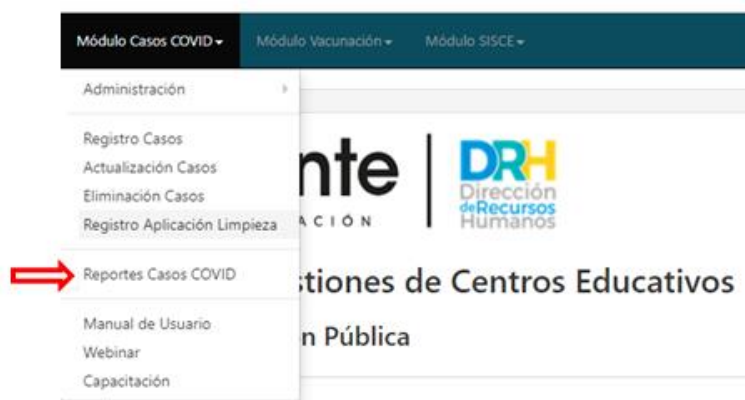 Módulo Casos COVID
Módulo Vacunación
Módulo SISCE
Administración
Registro Casos
Actualización Casos
Eliminación Casos
Registro Aplicación Limpieza
Reportes Casos COVID
Manual de Usuario
Webinar
Capacitación
nte
ACIÓN
DRH
Dirección
de Recursos
Humanos
stiones de Centros Educativos
n Pública